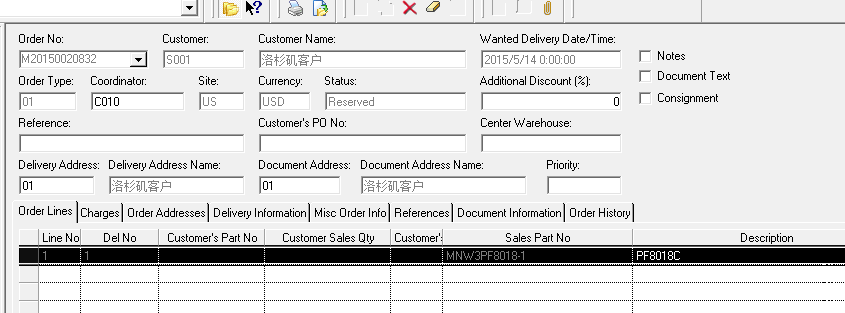 Order No: Customer: Customer Name: Wanted Delivery Date/Time:
M20150020832 S001 洛杉矶客户 2015/5/14 0:00:00 Notes
Order Type: Coordinator: Site: Currency: Status: Additional Discount (%): Document Text
01 C010 US USD Reserved 0 Consignment
Reference: Customer's PO No: Center Warehouse:
Delivery Address: Delivery Address Name: Document Address: Document Address Name: Priority:
01 洛杉矶客户 01 洛杉矶客户
Order Lines Charges Order Addresses Delivery Information Misc Order Info References Document Information Order History
Line No Del No Customer's Part No Customer Sales Qty Customer's Sales Part No Description
1 1 MNW3PF8018-1 PF8018C